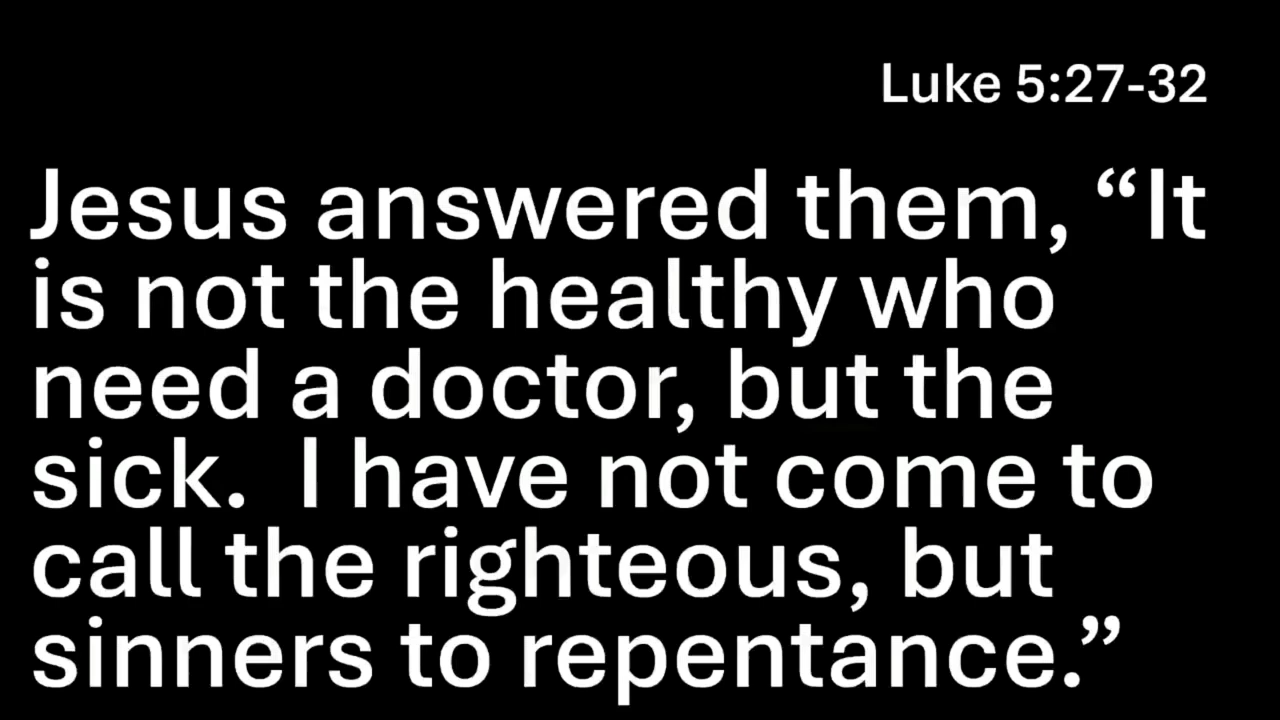 Luke 5:27-32
Jesus answered them, “It
is not the healthy who
need a doctor, but the
sick.  I have not come to
call the righteous, but
sinners to repentance.”